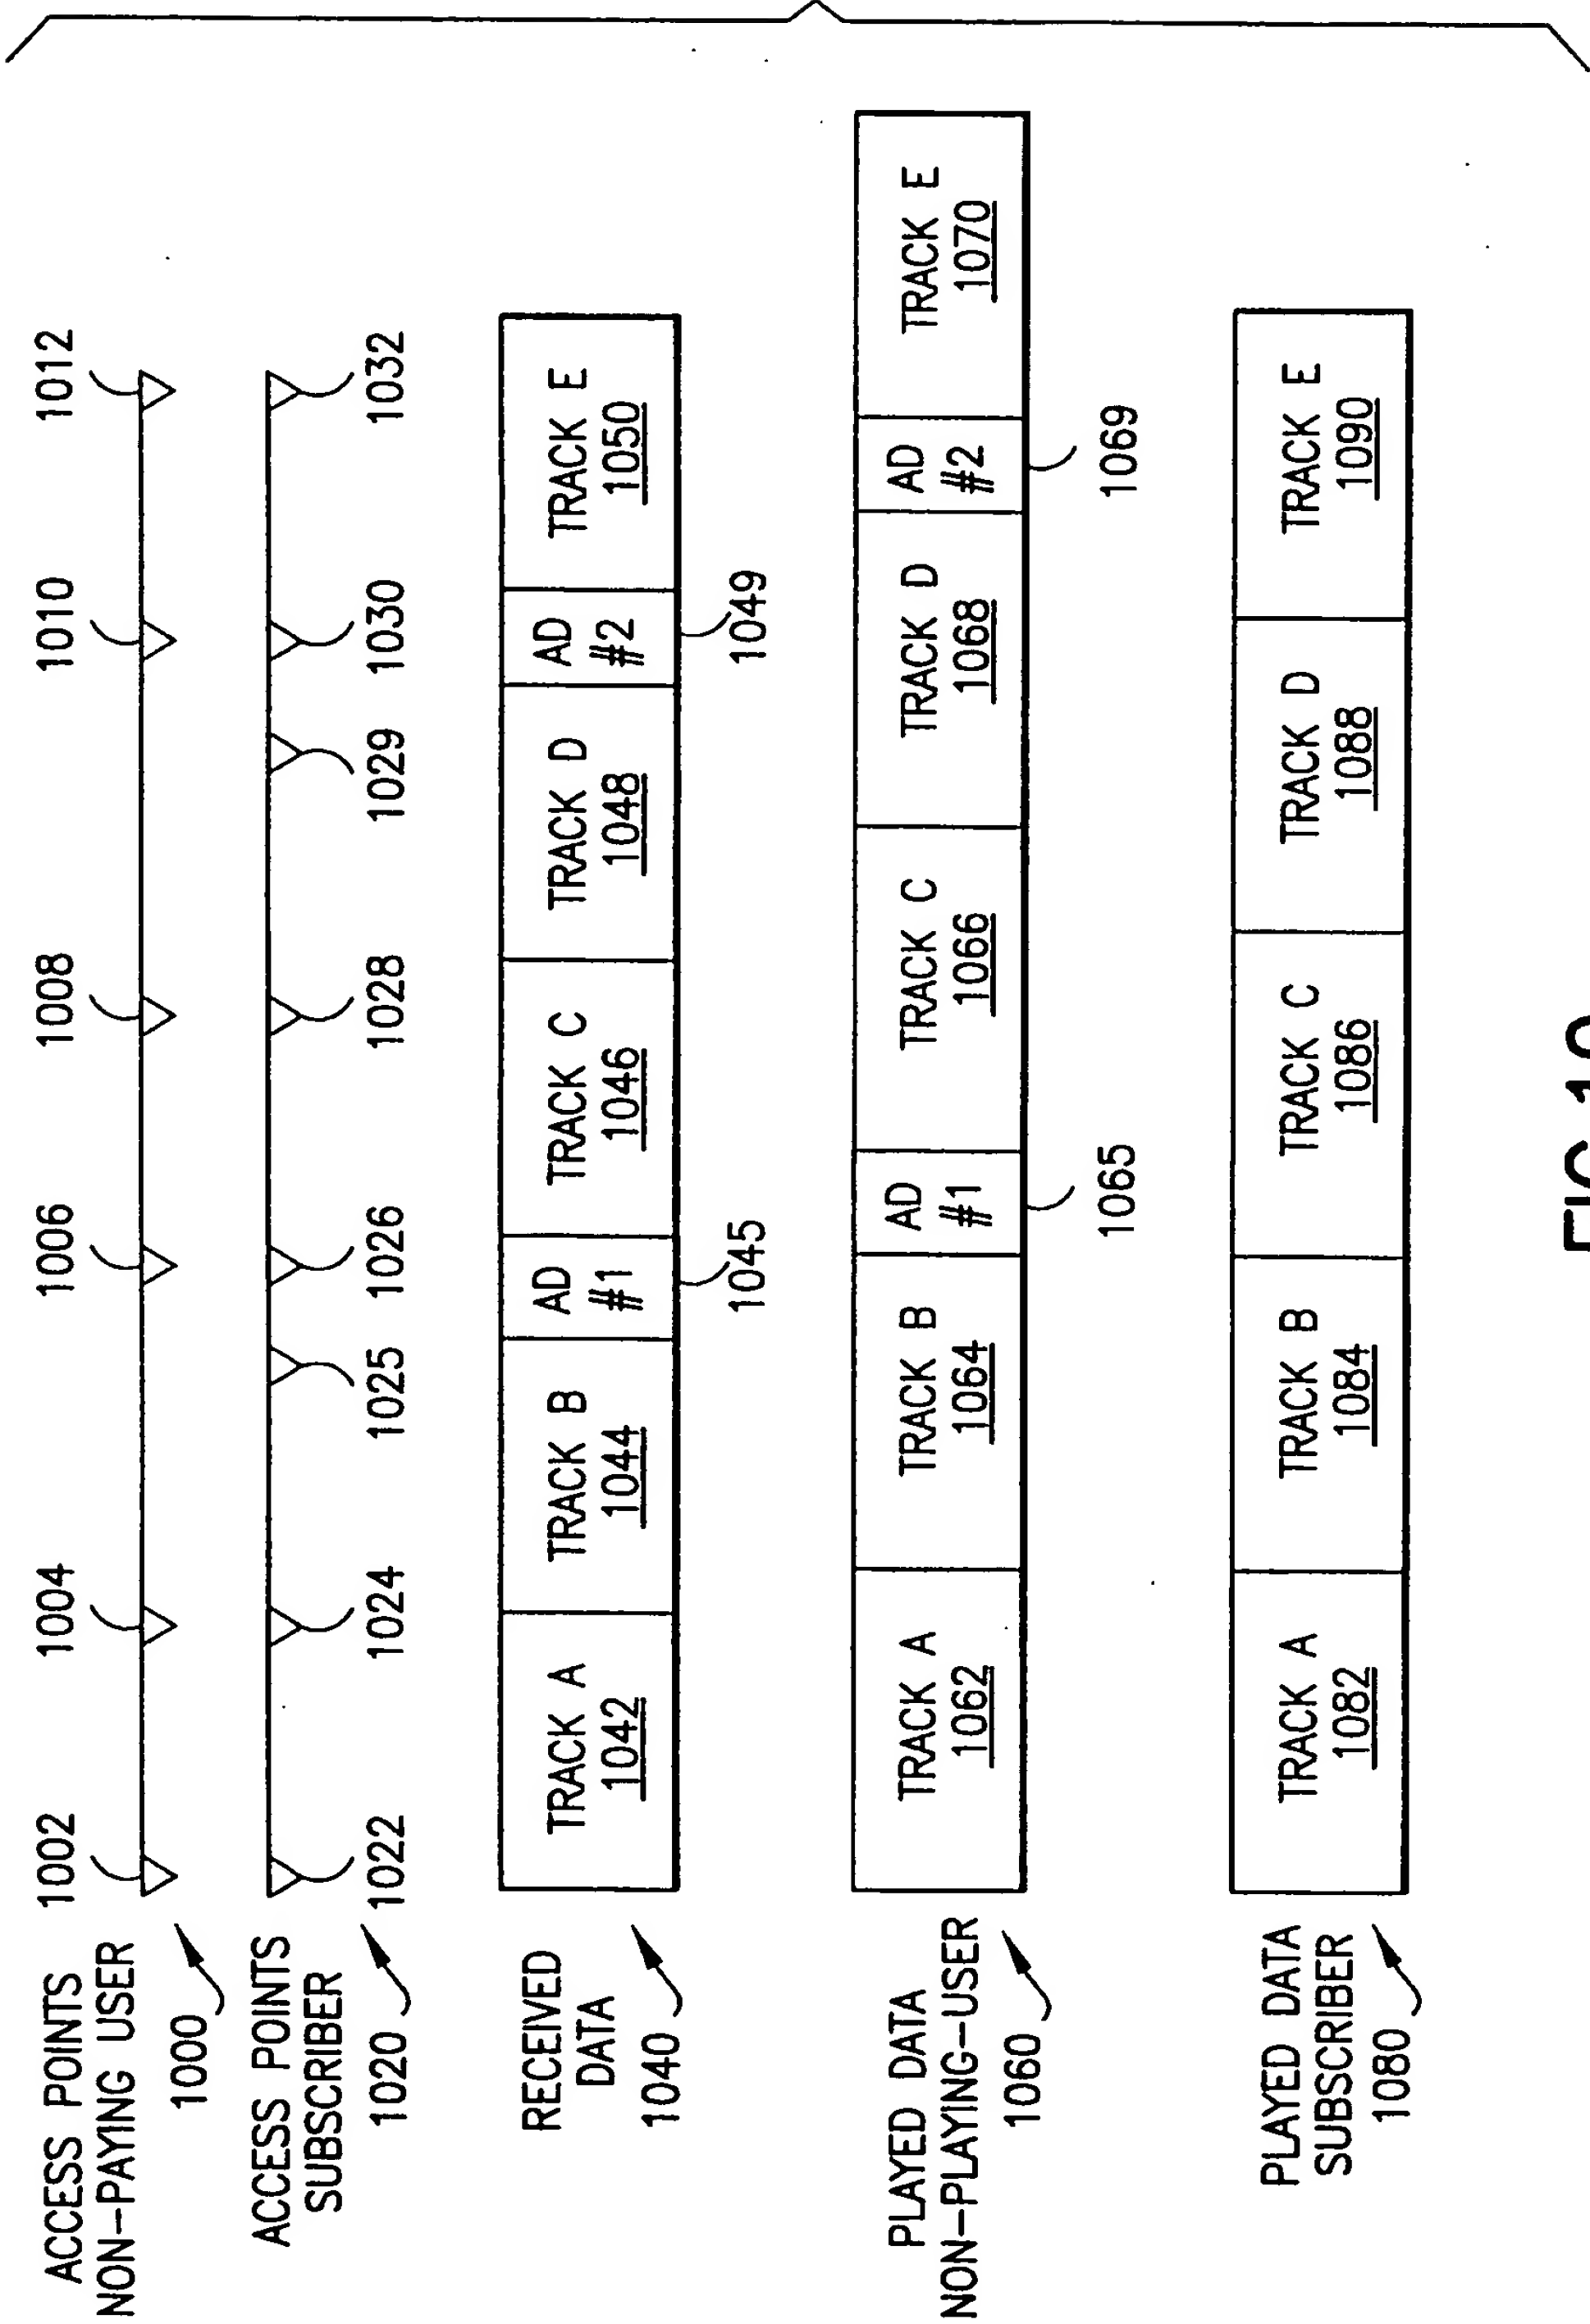 1002 1004 1006 1008 1010 1012
ACCESS POINTS
NON-PAYING USER
1000
ACCESS POINTS
SUBSCRIBER
1020
1022 1024 1025 1026 1028 1029 1030 1032
RECEIVED
DATA
1040
TRACK A
1042
TRACK B
1044
AD
#1
1045
TRACK C
1046
TRACK D
1048
AD
#2
1049
TRACK E
1050
PLAYED DATA
NON-PLAYING-USER
1060
TRACK A
1062
TRACK B
1064
AD
#1
1065
TRACK C
1066
TRACK D
1068
AD
#2
1069
TRACK E
1070
PLAYED DATA
SUBSCRIBER
1080
TRACK A
1082
TRACK B
1084
TRACK C
1086
TRACK D
1088
TRACK E
1090